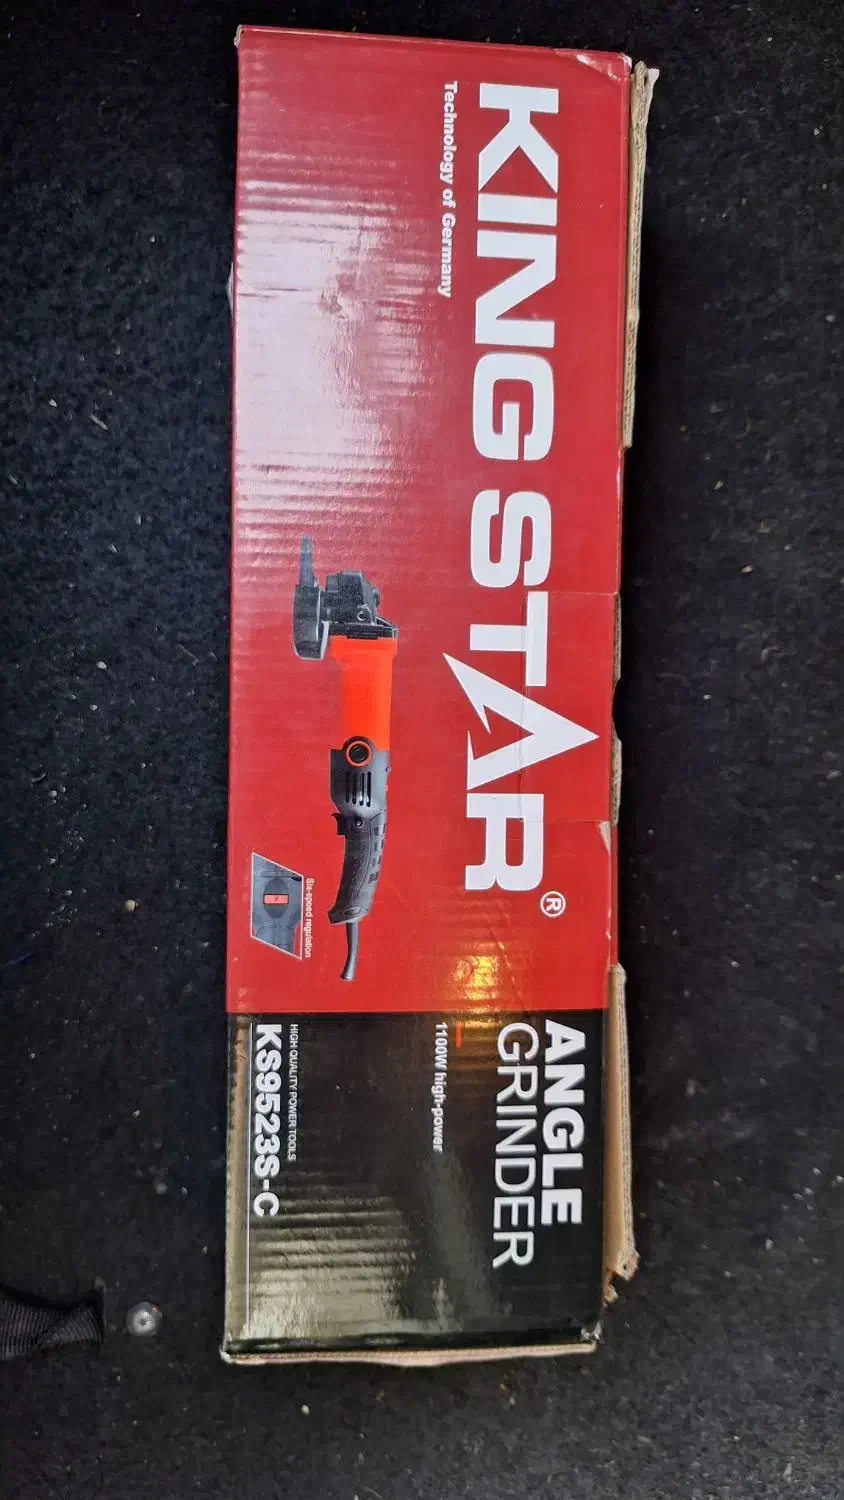 KING STAR®
Technology of Germany
Six-speed regulation
ANGLE
GRINDER
1100W high-power
HIGH QUALITY POWER TOOLS
KS9523S-C